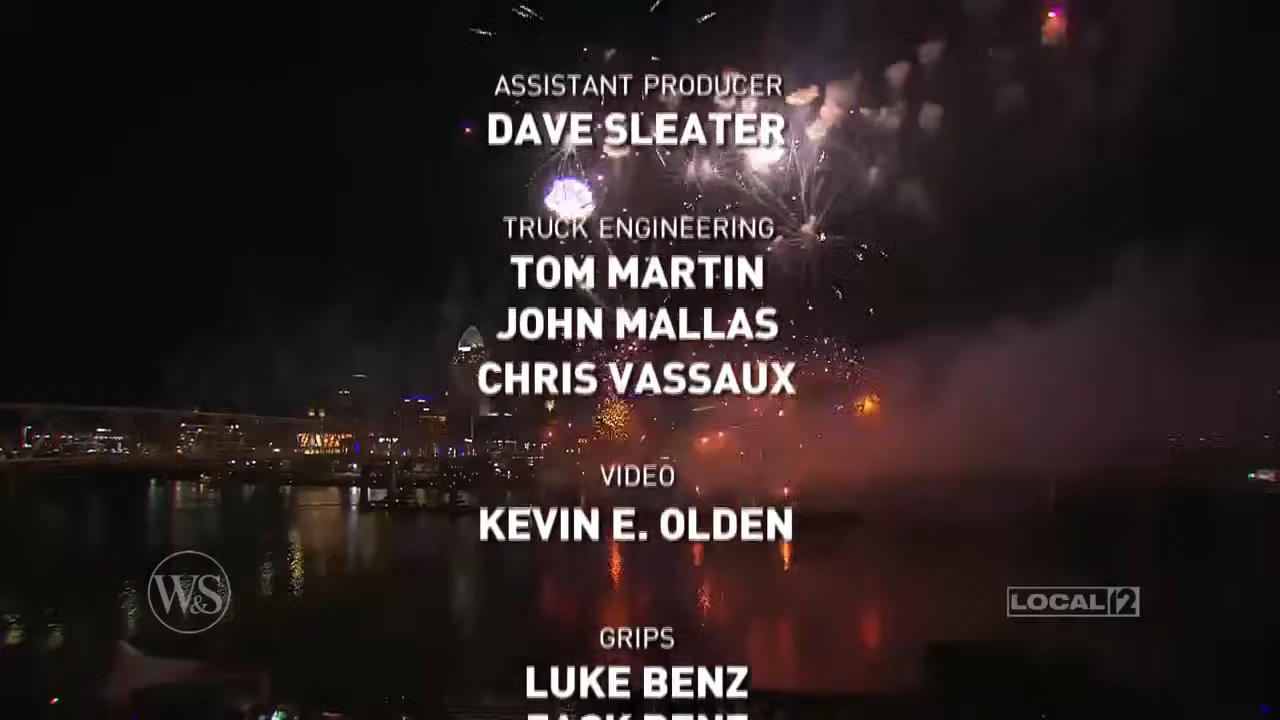 ASSISTANT PRODUCER
DAVE SLEATER
TRUCK ENGINEERING
TOM MARTIN
JOHN MALLAS
CHRIS VASSAUX
VIDEO
KEVIN E. OLDEN
W&S
LOCAL 12
GRIPS
LUKE BENZ